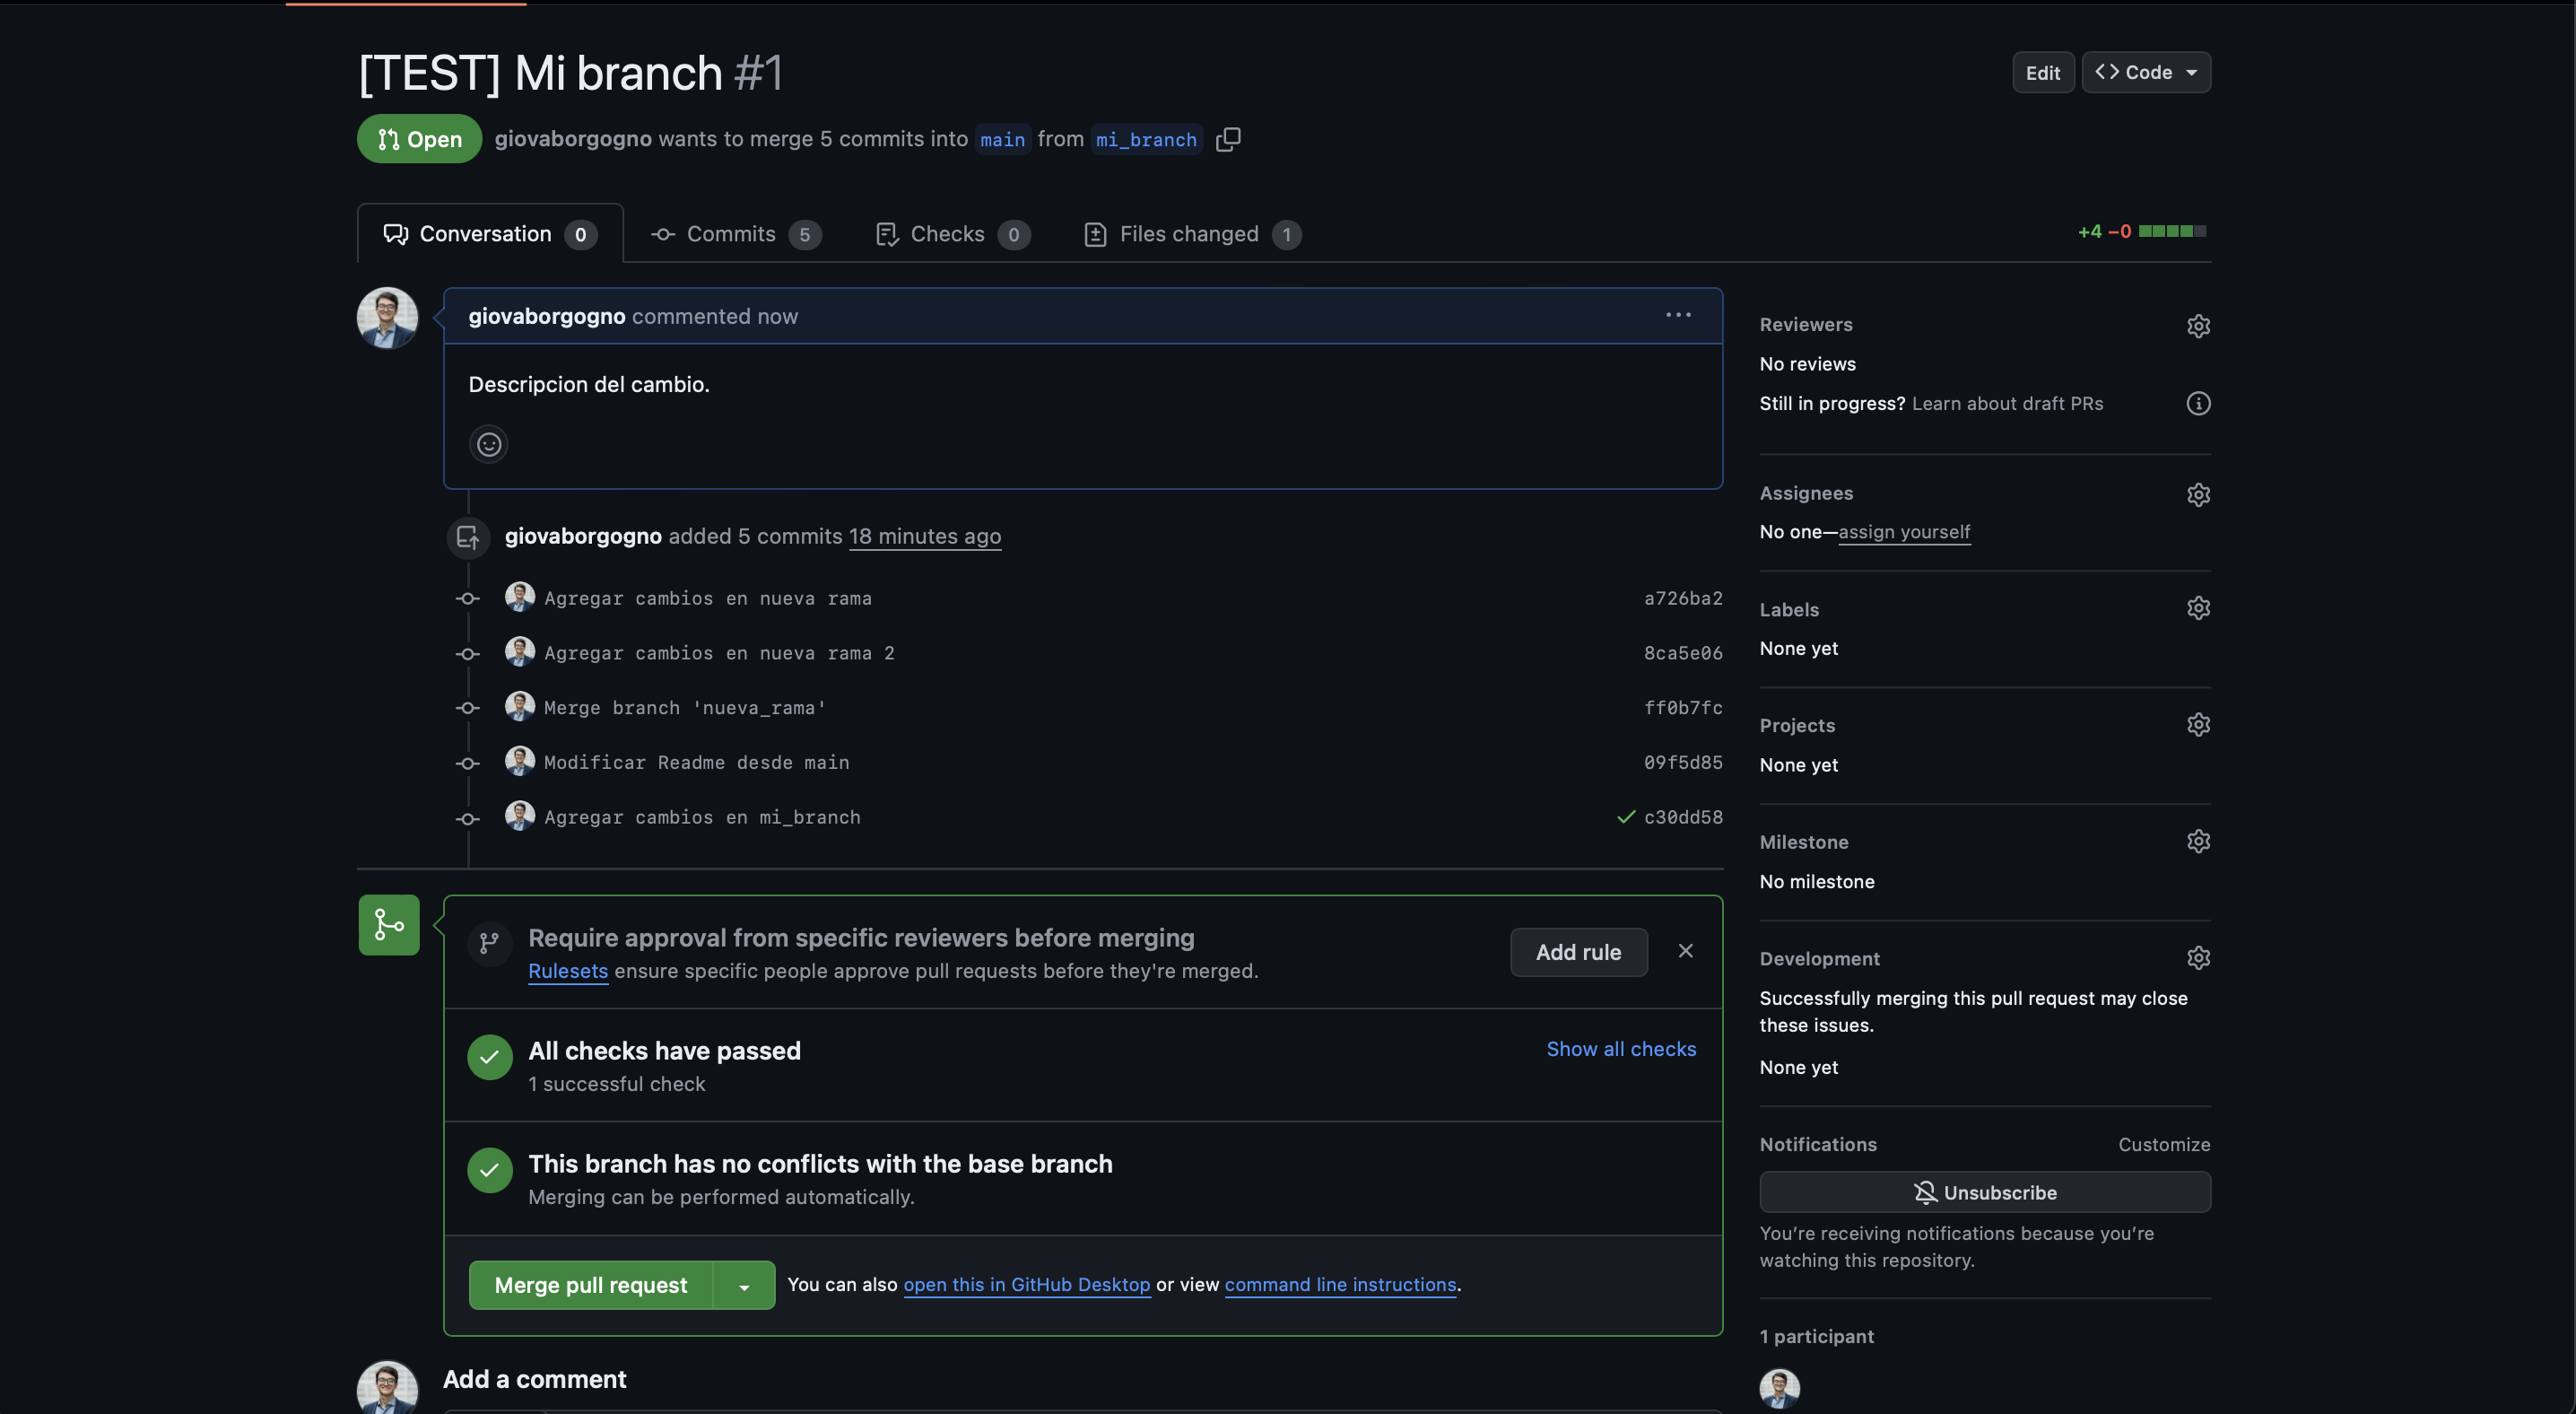 [TEST] Mi branch #1
Edit
Code
Open
giovaborgogno wants to merge 5 commits into main from mi_branch
Conversation 0
Commits 5
Checks 0
Files changed 1
+4 −0
giovaborgogno commented now
Descripcion del cambio.
giovaborgogno added 5 commits 18 minutes ago
Agregar cambios en nueva rama a726ba2
Agregar cambios en nueva rama 2 8ca5e06
Merge branch 'nueva_rama' ff0b7fc
Modificar Readme desde main 09f5d85
Agregar cambios en mi_branch c30dd58
Require approval from specific reviewers before merging
Rulesets ensure specific people approve pull requests before they're merged.
Add rule
All checks have passed
1 successful check
Show all checks
This branch has no conflicts with the base branch
Merging can be performed automatically.
Merge pull request
You can also open this in GitHub Desktop or view command line instructions.
Add a comment
Reviewers
No reviews
Still in progress? Learn about draft PRs
Assignees
No one—assign yourself
Labels
None yet
Projects
None yet
Milestone
No milestone
Development
Successfully merging this pull request may close
these issues.
None yet
Notifications
Customize
Unsubscribe
You’re receiving notifications because you’re
watching this repository.
1 participant